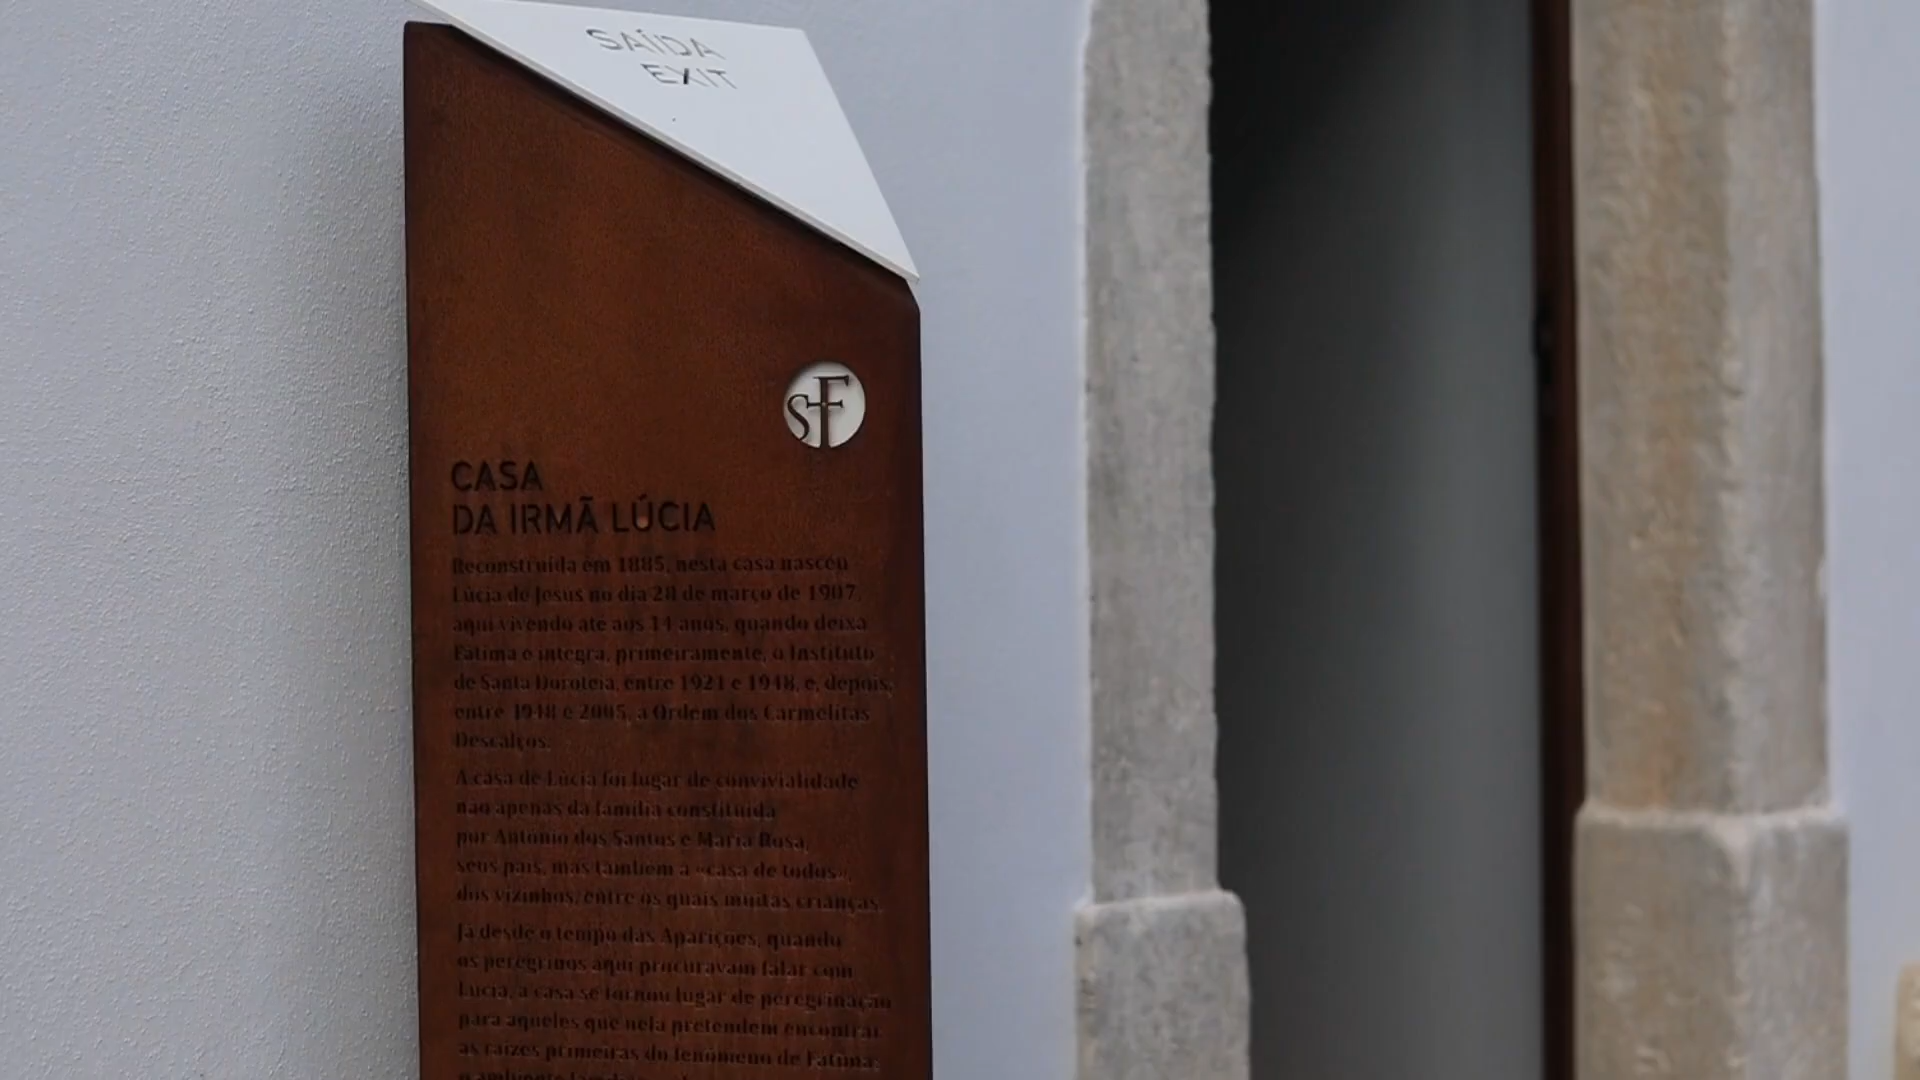 SAÍDA
EXIT
SF
CASA
DA IRMÃ LÚCIA
Reconstruída em 1885, nesta casa nasceu
Lúcia de Jesus no dia 28 de março de 1907,
aqui vivendo até aos 14 anos, quando deixa
Fátima e integra, primeiramente, o Instituto
de Santa Doroteia, entre 1921 e 1948, e, depois,
entre 1948 e 2005, a Ordem dos Carmelitas
Descalços.
A casa de Lúcia foi lugar de convivialidade
não apenas da família constituída
por António dos Santos e Maria Rosa,
seus pais, mas também a «casa de todos»,
dos vizinhos, entre os quais muitas crianças.
Já desde o tempo das Aparições, quando
os peregrinos aqui procuravam falar com
Lúcia, a casa se tornou lugar de peregrinação
para aqueles que nela pretendem encontrar
as raízes primeiras do fenómeno de Fátima:
o ambiente